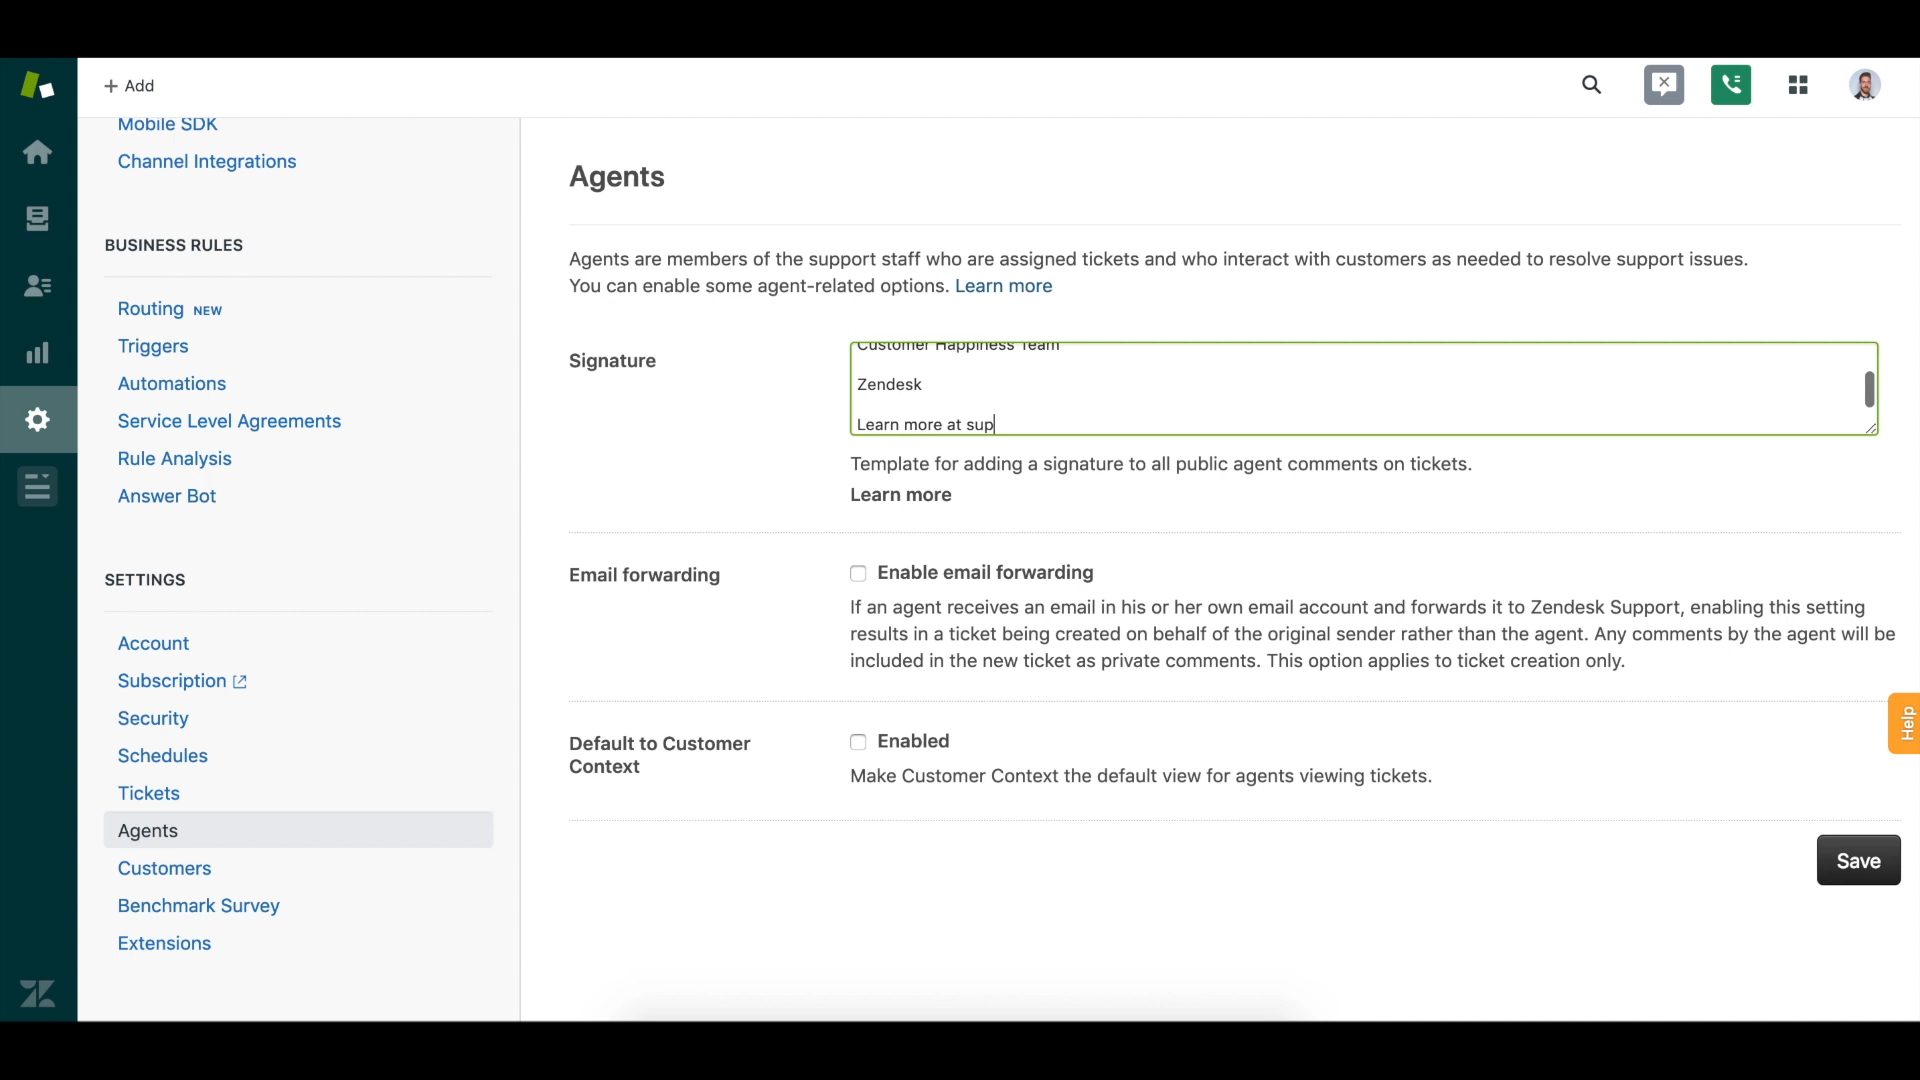 + Add
Mobile SDK
Channel Integrations
BUSINESS RULES
Routing NEW
Triggers
Automations
Service Level Agreements
Rule Analysis
Answer Bot
SETTINGS
Account
Subscription
Security
Schedules
Tickets
Agents
Customers
Benchmark Survey
Extensions
Agents
Agents are members of the support staff who are assigned tickets and who interact with customers as needed to resolve support issues.
You can enable some agent-related options. Learn more
Signature
Customer Happiness Team
Zendesk
Learn more at sup
Template for adding a signature to all public agent comments on tickets.
Learn more
Email forwarding
Enable email forwarding
If an agent receives an email in his or her own email account and forwards it to Zendesk Support, enabling this setting
results in a ticket being created on behalf of the original sender rather than the agent. Any comments by the agent will be
included in the new ticket as private comments. This option applies to ticket creation only.
Default to Customer
Context
Enabled
Make Customer Context the default view for agents viewing tickets.
Save
Help